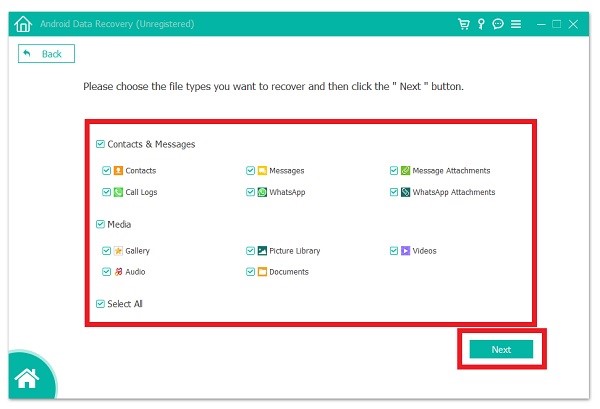 Android Data Recovery (Unregistered)
Back
Please choose the file types you want to recover and then click the " Next " button.
Contacts & Messages
Contacts Messages Message Attachments
Call Logs WhatsApp WhatsApp Attachments
Media
Gallery Picture Library Videos
Audio Documents
Select All
Next